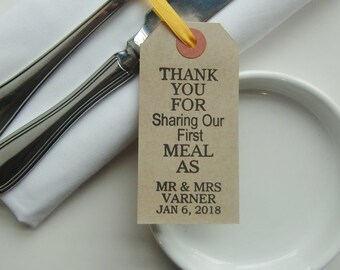 THANK
YOU
FOR
Sharing Our
First
MEAL
AS
MR & MRS
VARNER
JAN 6, 2018